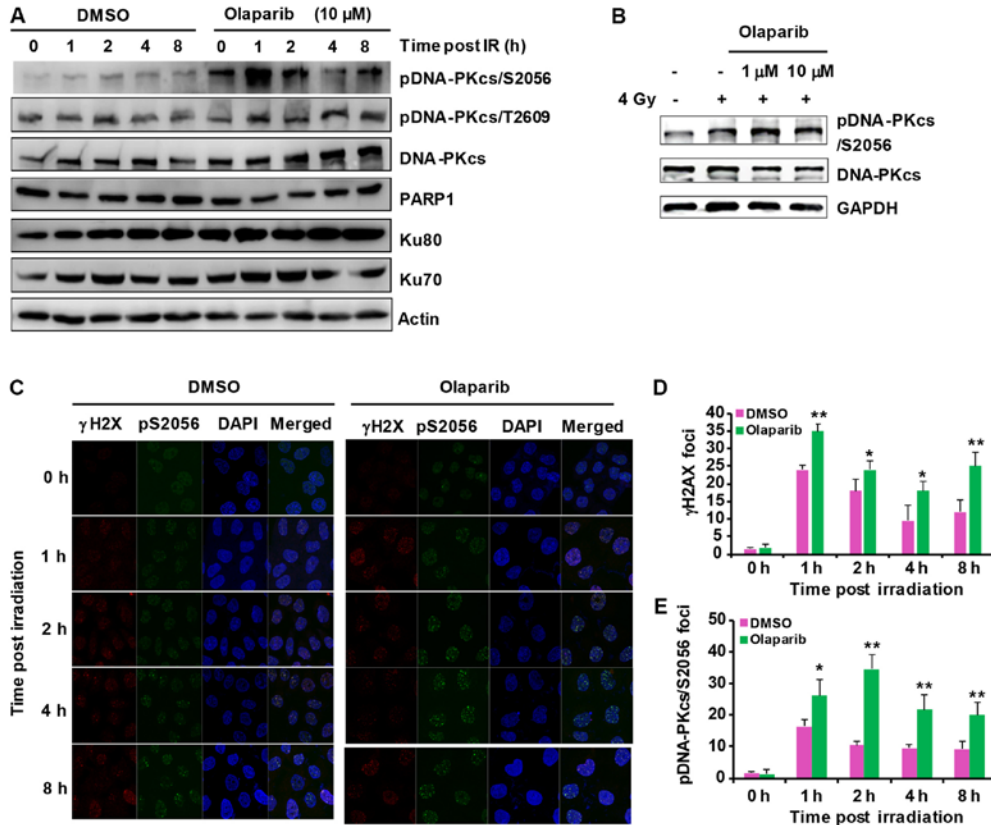 A
DMSO Olaparib (10 μM)
0 1 2 4 8 0 1 2 4 8 Time post IR (h)
pDNA-PKcs/S2056
pDNA-PKcs/T2609
DNA-PKcs
PARP1
Ku80
Ku70
Actin
B
Olaparib
- - 1 μM 10 μM
4 Gy - + + +
pDNA-PKcs
/S2056
DNA-PKcs
GAPDH
C
DMSO Olaparib
γH2X pS2056 DAPI Merged γH2X pS2056 DAPI Merged
Time post irradiation
0 h
1 h
2 h
4 h
8 h
D
DMSO
Olaparib
γH2AX foci
40
35
30
25
20
15
10
5
0
** * * **
0 h 1 h 2 h 4 h 8 h
Time post irradiation
E
DMSO
Olaparib
pDNA-PKcs/S2056 foci
50
40
30
20
10
0
* ** ** **
0 h 1 h 2 h 4 h 8 h
Time post irradiation